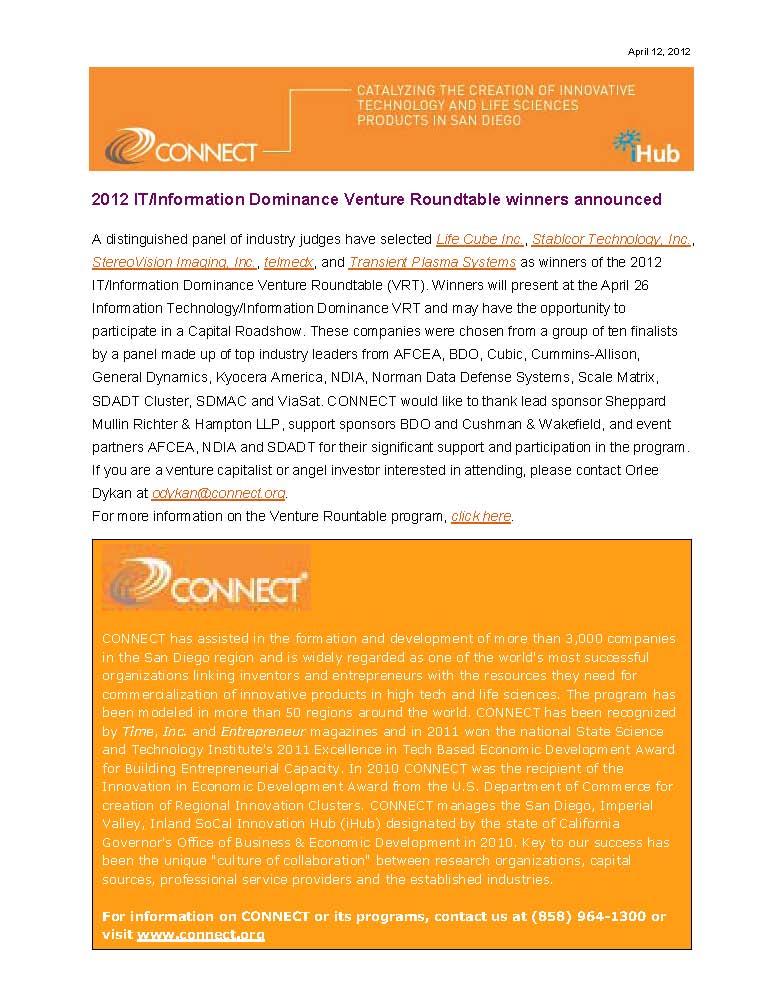 April 12, 2012
CATALYZING THE CREATION OF INNOVATIVE
TECHNOLOGY AND LIFE SCIENCES
PRODUCTS IN SAN DIEGO
CONNECT
iHub
2012 IT/Information Dominance Venture Roundtable winners announced
A distinguished panel of industry judges have selected Life Cube Inc., Stablcor Technology, Inc.,
StereoVision Imaging, Inc., telmedx, and Transient Plasma Systems as winners of the 2012
IT/Information Dominance Venture Roundtable (VRT). Winners will present at the April 26
Information Technology/Information Dominance VRT and may have the opportunity to
participate in a Capital Roadshow. These companies were chosen from a group of ten finalists
by a panel made up of top industry leaders from AFCEA, BDO, Cubic, Cummins-Allison,
General Dynamics, Kyocera America, NDIA, Norman Data Defense Systems, Scale Matrix,
SDADT Cluster, SDMAC and ViaSat. CONNECT would like to thank lead sponsor Sheppard
Mullin Richter & Hampton LLP, support sponsors BDO and Cushman & Wakefield, and event
partners AFCEA, NDIA and SDADT for their significant support and participation in the program.
If you are a venture capitalist or angel investor interested in attending, please contact Orlee
Dykan at odykan@connect.org.
For more information on the Venture Rountable program, click here.
CONNECT®
CONNECT has assisted in the formation and development of more than 3,000 companies
in the San Diego region and is widely regarded as one of the world's most successful
organizations linking inventors and entrepreneurs with the resources they need for
commercialization of innovative products in high tech and life sciences. The program has
been modeled in more than 50 regions around the world. CONNECT has been recognized
by Time, Inc. and Entrepreneur magazines and in 2011 won the national State Science
and Technology Institute's 2011 Excellence in Tech Based Economic Development Award
for Building Entrepreneurial Capacity. In 2010 CONNECT was the recipient of the
Innovation in Economic Development Award from the U.S. Department of Commerce for
creation of Regional Innovation Clusters. CONNECT manages the San Diego, Imperial
Valley, Inland SoCal Innovation Hub (iHub) designated by the state of California
Governor's Office of Business & Economic Development in 2010. Key to our success has
been the unique "culture of collaboration" between research organizations, capital
sources, professional service providers and the established industries.
For information on CONNECT or its programs, contact us at (858) 964-1300 or
visit www.connect.org